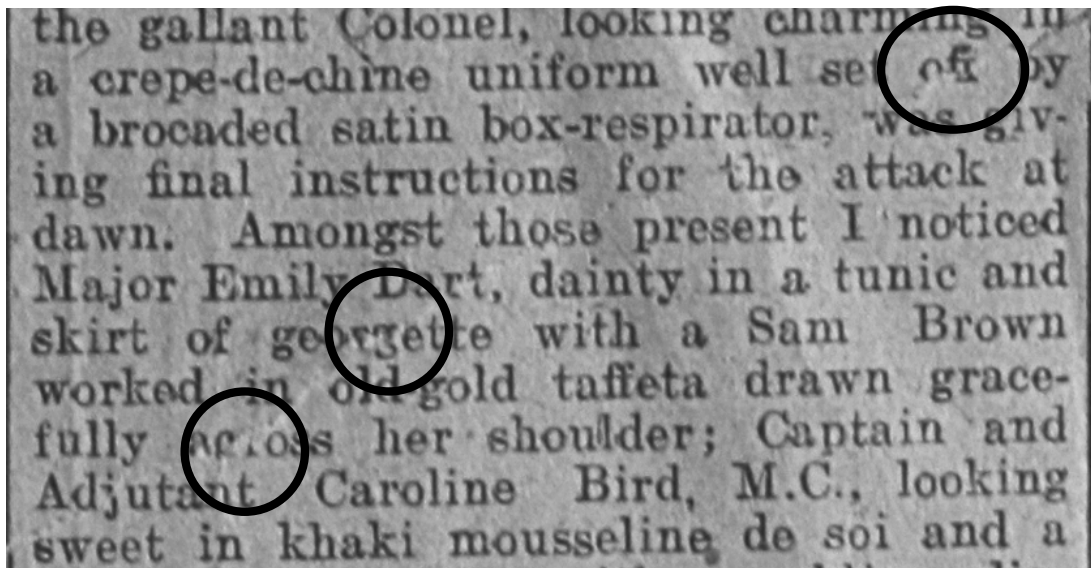 the gallant Colonel, looking charming in
a crepe-de-chine uniform well set off by
a brocaded satin box-respirator, was giv-
ing final instructions for the attack at
dawn. Amongst those present I noticed
Major Emily Dart, dainty in a tunic and
skirt of georgette with a Sam Brown
worked in old gold taffeta drawn grace-
fully across her shoulder; Captain and
Adjutant Caroline Bird, M.C., looking
sweet in khaki mousseline de soi and a